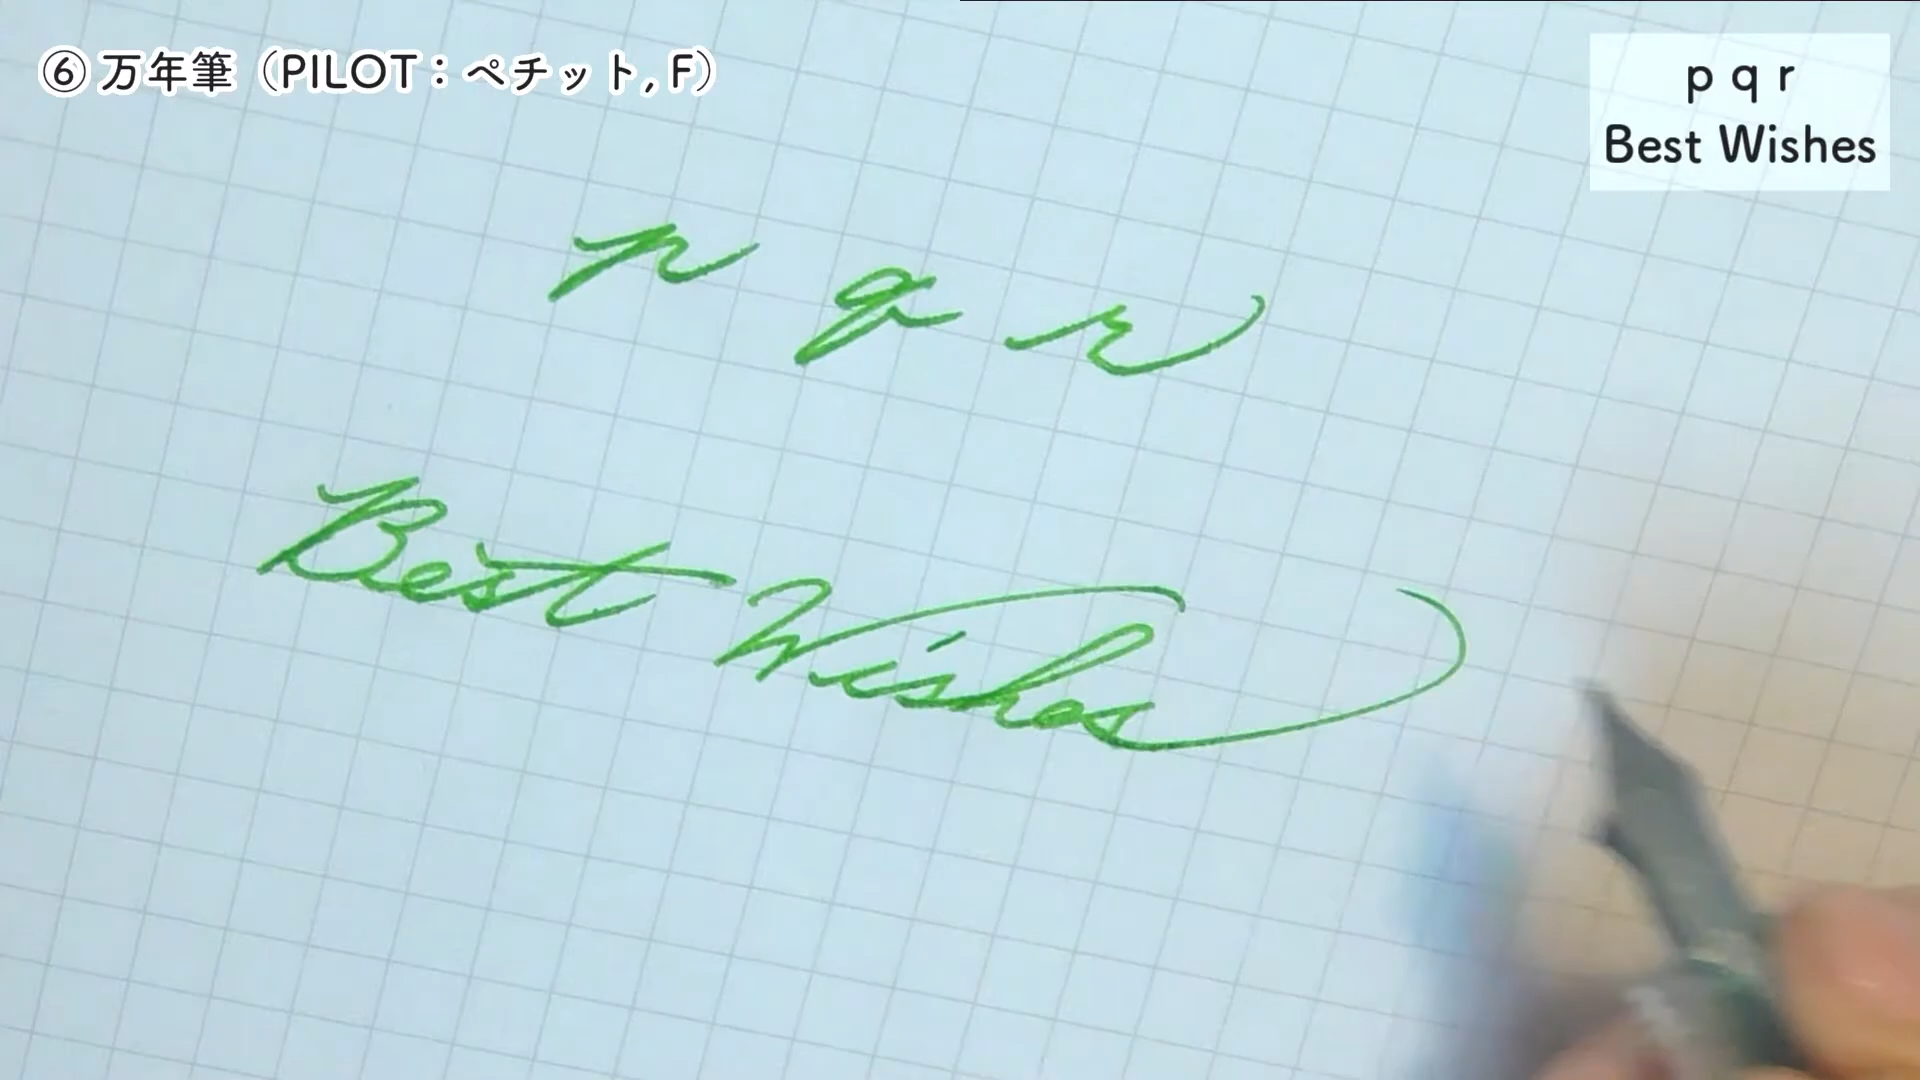 ⑥ 万年筆（PILOT：ペチット, F）
p q r
Best Wishes
p q r
Best Wishes